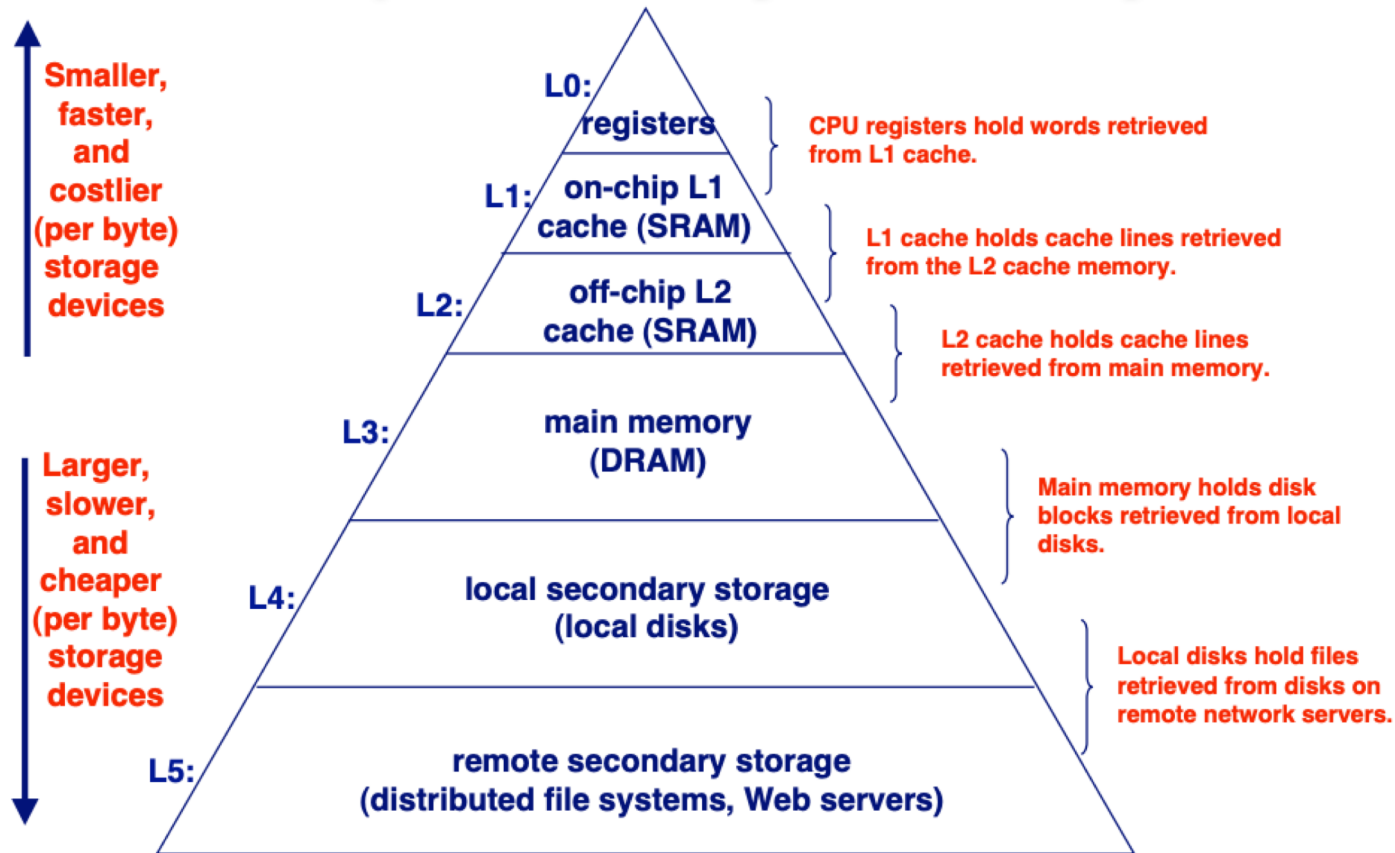 Smaller,
faster,
and
costlier
(per byte)
storage
devices
Larger,
slower,
and
cheaper
(per byte)
storage
devices
L0:
registers
CPU registers hold words retrieved
from L1 cache.
L1:
on-chip L1
cache (SRAM)
L1 cache holds cache lines retrieved
from the L2 cache memory.
L2:
off-chip L2
cache (SRAM)
L2 cache holds cache lines
retrieved from main memory.
L3:
main memory
(DRAM)
Main memory holds disk
blocks retrieved from local
disks.
L4:
local secondary storage
(local disks)
Local disks hold files
retrieved from disks on
remote network servers.
L5:
remote secondary storage
(distributed file systems, Web servers)